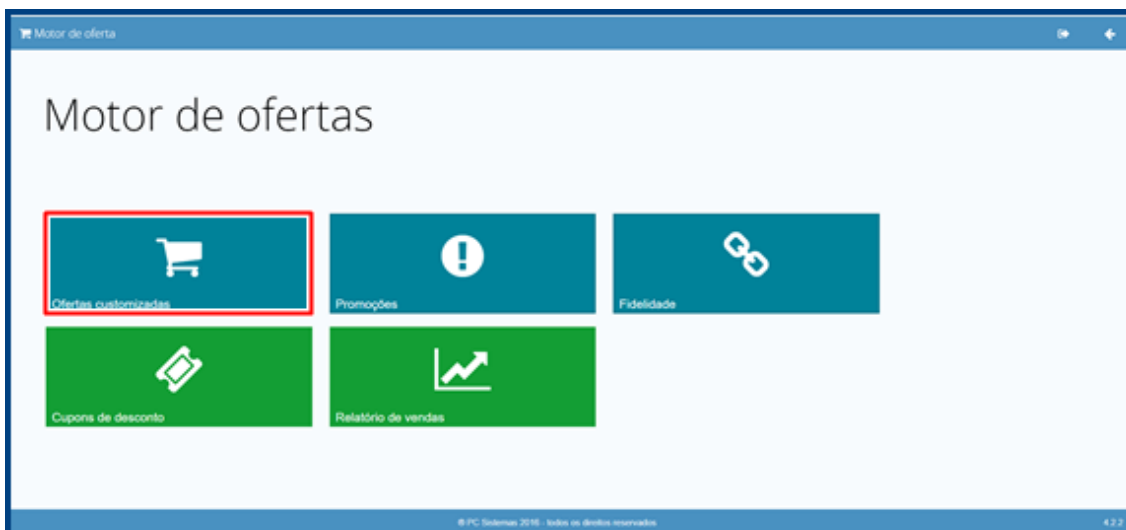 Motor de oferta
Motor de ofertas
Ofertas customizadas
Promoções
Fidelidade
Cupons de desconto
Relatório de vendas
® PC Sistemas 2016 - todos os direitos reservados
4.2.2